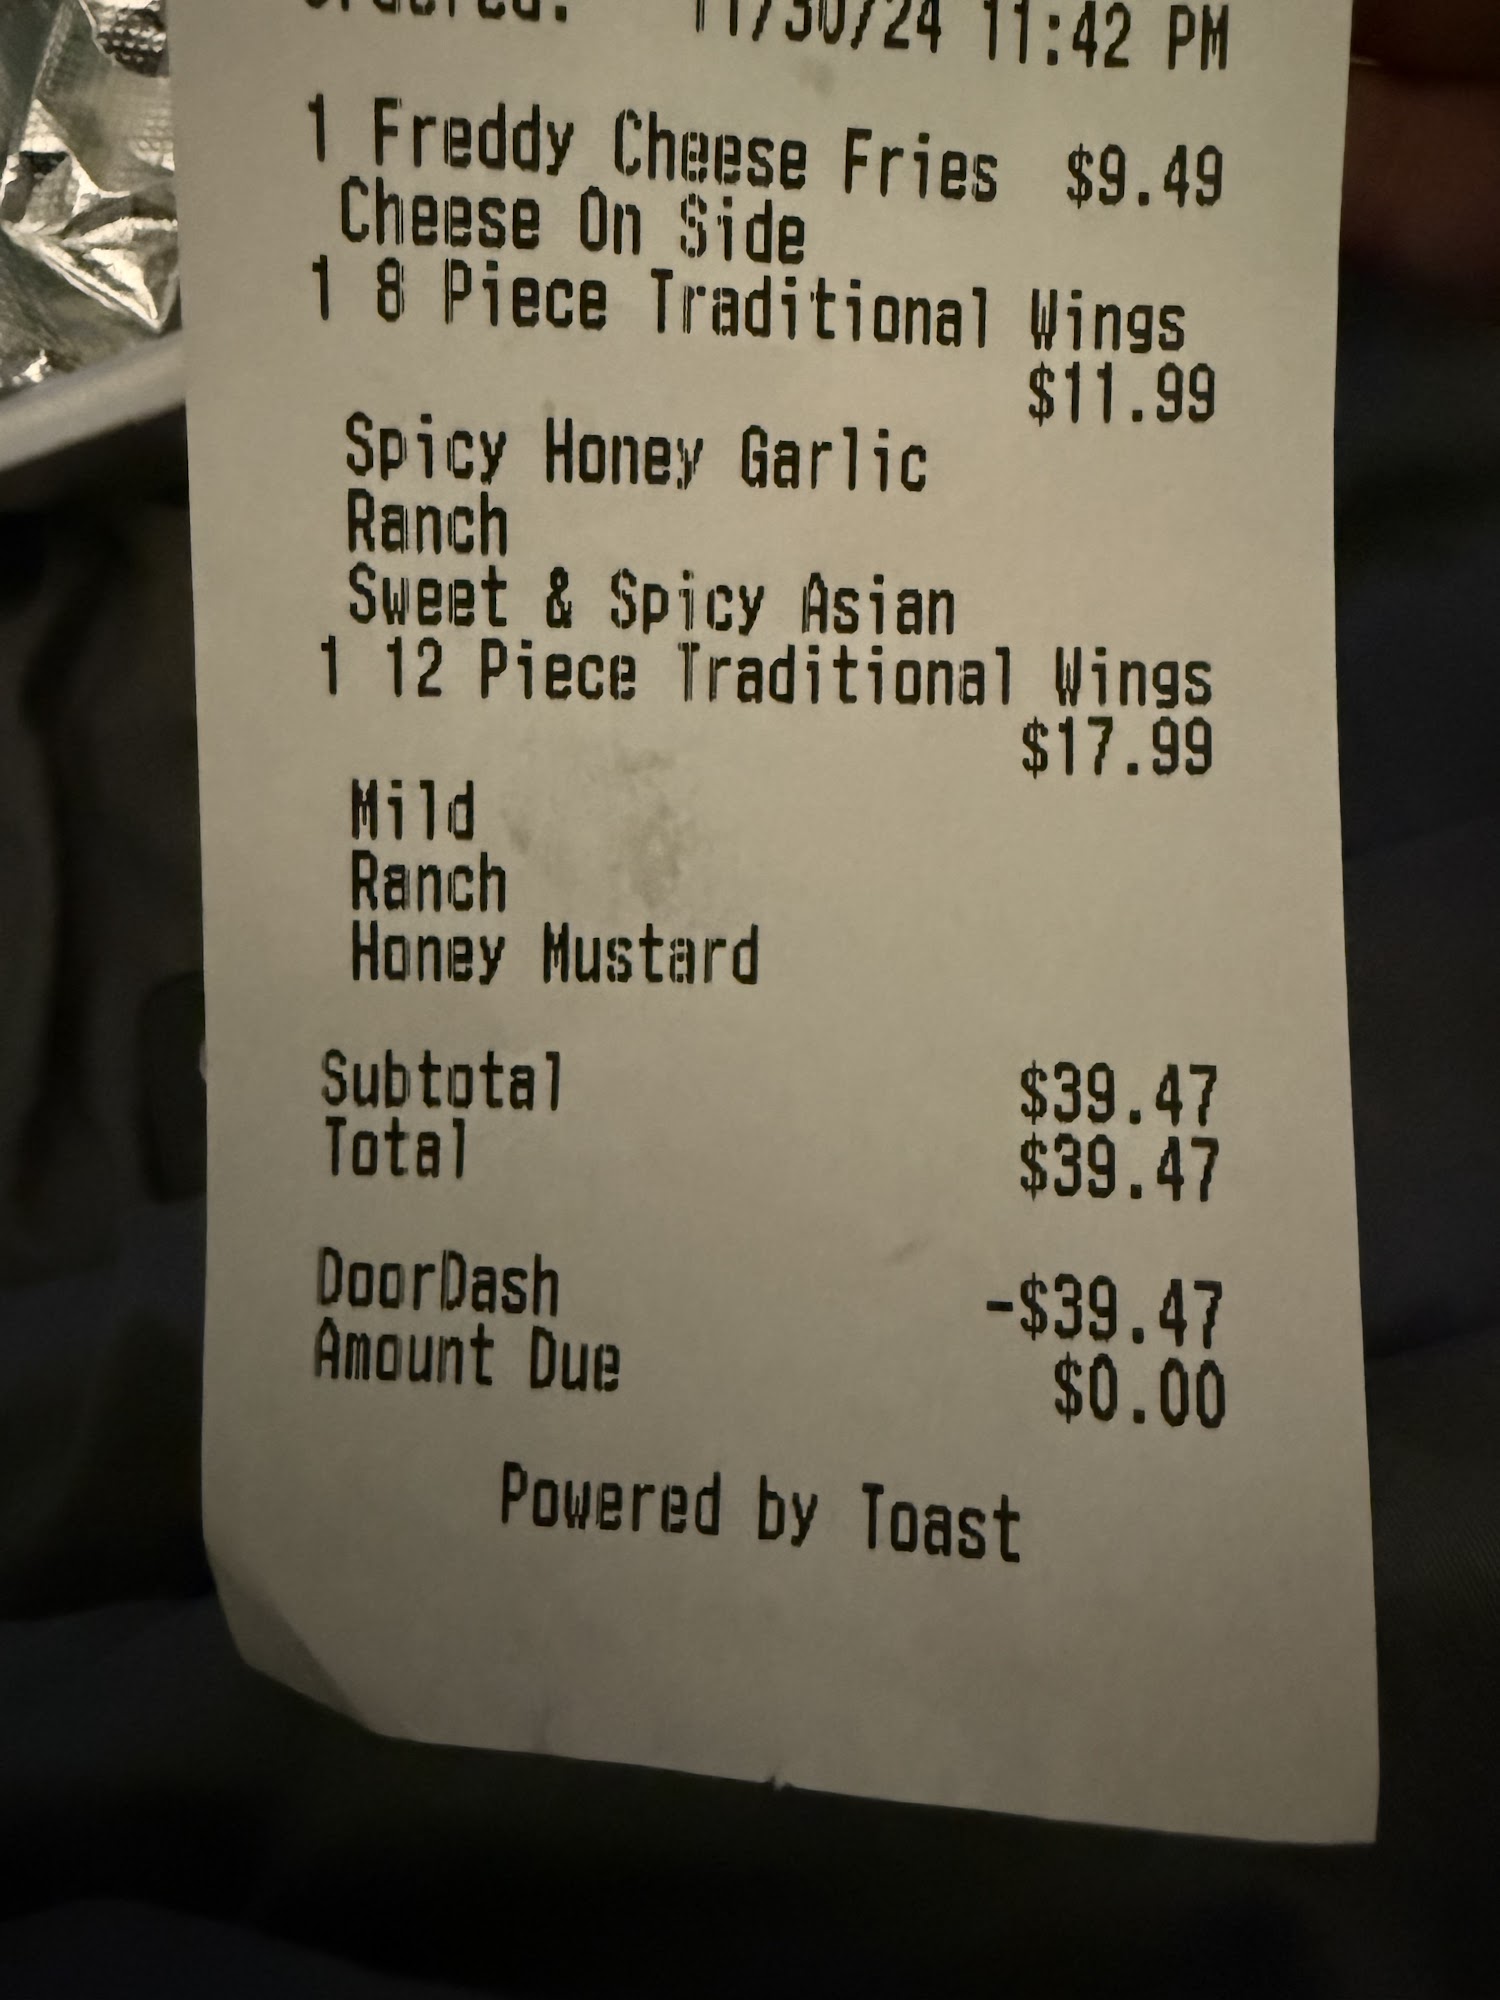 Ordered: 11/30/24 11:42 PM
1 Freddy Cheese Fries $9.49
Cheese On Side
1 8 Piece Traditional Wings
$11.99
Spicy Honey Garlic
Ranch
Sweet & Spicy Asian
1 12 Piece Traditional Wings
$17.99
Mild
Ranch
Honey Mustard
Subtotal $39.47
Total $39.47
DoorDash -$39.47
Amount Due $0.00
Powered by Toast